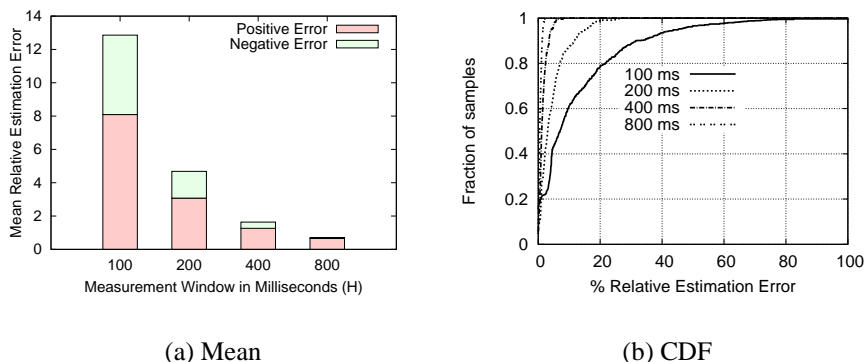 Mean Relative Estimation Error
14
12
10
8
6
4
2
0
Positive Error
Negative Error
100 200 400 800
Measurement Window in Milliseconds (H)
(a) Mean
Fraction of samples
1
0.8
0.6
0.4
0.2
0
100 ms
200 ms
400 ms
800 ms
0 20 40 60 80 100
% Relative Estimation Error
(b) CDF